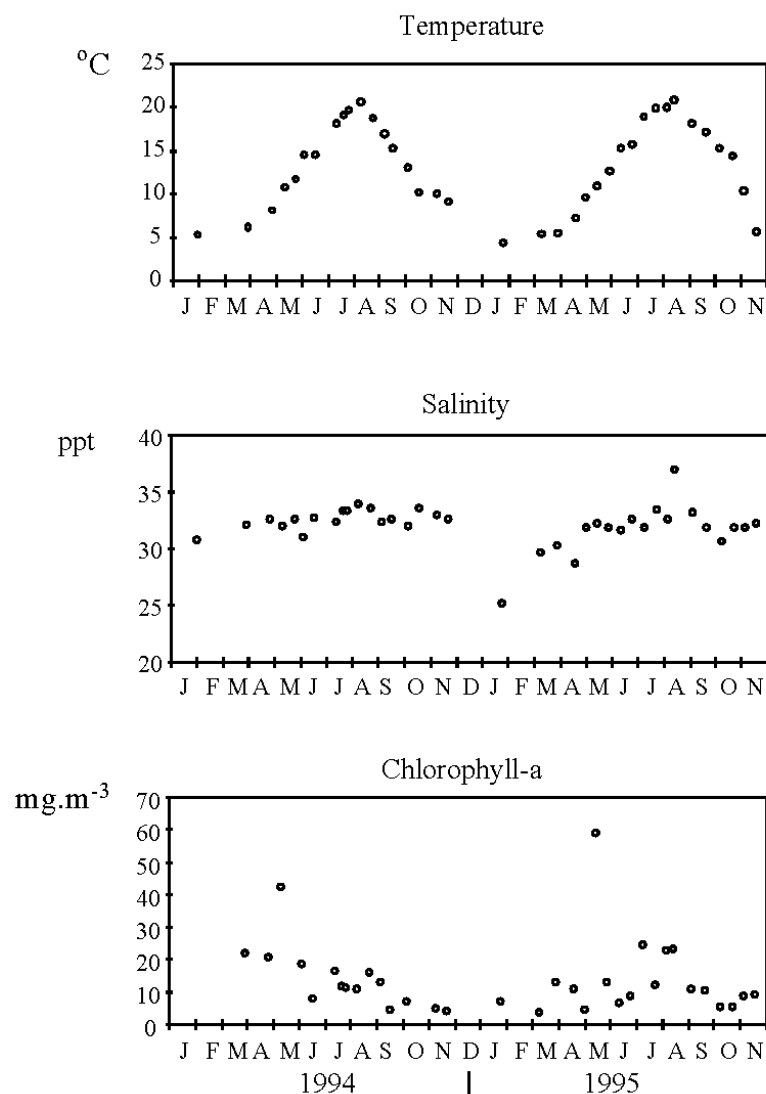 Temperature
°C
25
20
15
10
5
0
J F M A M J J A S O N D J F M A M J J A S O N
Salinity
ppt
40
35
30
25
20
J F M A M J J A S O N D J F M A M J J A S O N
Chlorophyll-a
mg.m⁻³
70
60
50
40
30
20
10
0
J F M A M J J A S O N D J F M A M J J A S O N
1994 | 1995